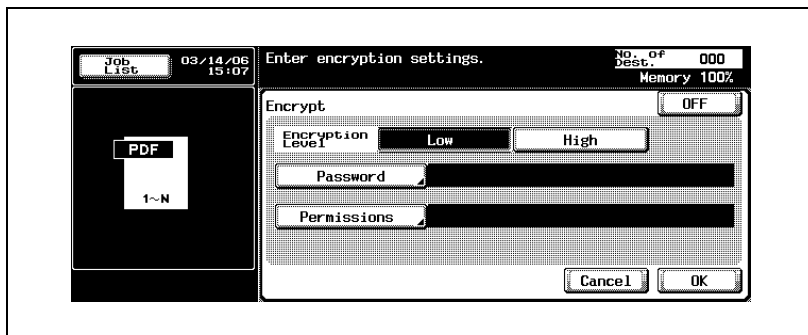 Job List
03/14/06
15:07
Enter encryption settings.
No. of Dest. 000
Memory 100%
PDF
1~N
Encrypt
OFF
Encryption Level
Low
High
Password
Permissions
Cancel
OK